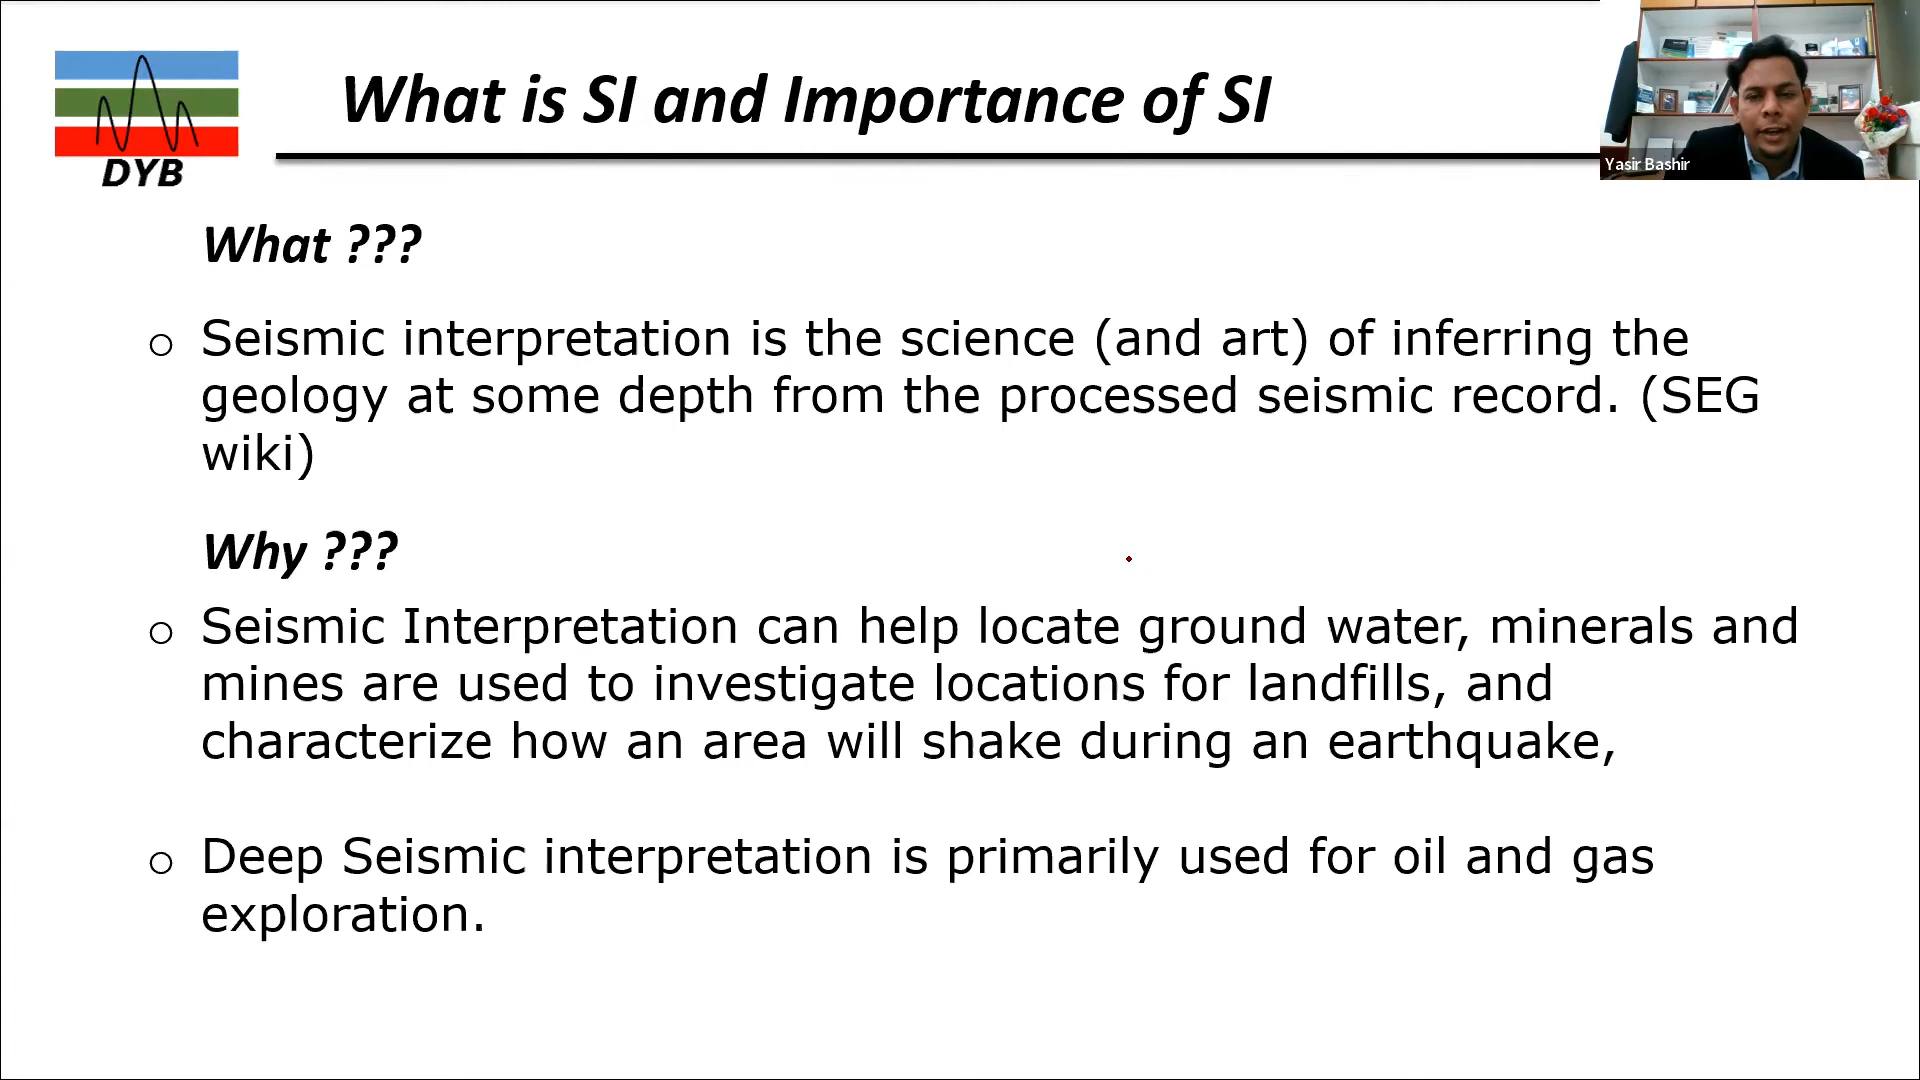 What is SI and Importance of SI
DYB
Yasir Bashir
What ???
o Seismic interpretation is the science (and art) of inferring the
geology at some depth from the processed seismic record. (SEG
wiki)
Why ???
o Seismic Interpretation can help locate ground water, minerals and
mines are used to investigate locations for landfills, and
characterize how an area will shake during an earthquake,
o Deep Seismic interpretation is primarily used for oil and gas
exploration.